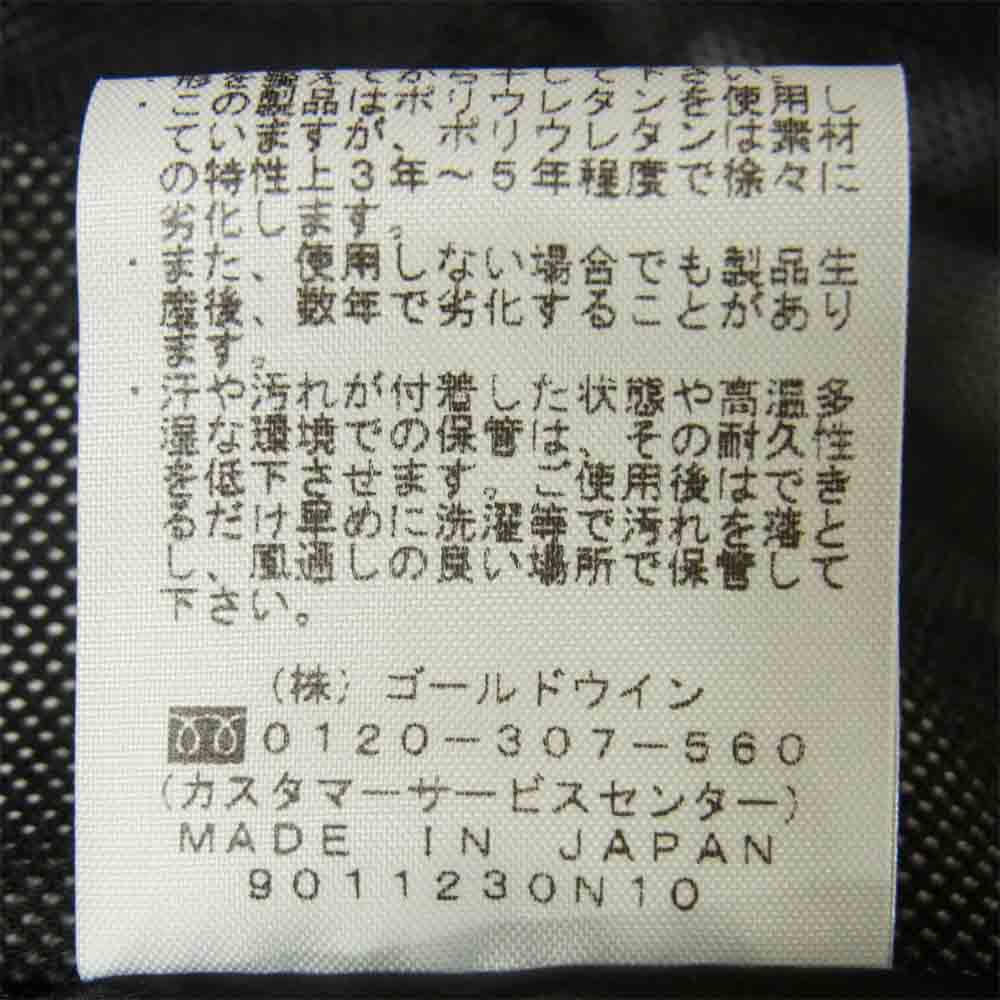 ・この製品はポリウレタンを使用し
ていますが、ポリウレタンは素材
の特性上3年～5年程度で徐々に
劣化します。
・また、使用しない場合でも製品生
産後、数年で劣化することがあり
ます。
・汗や汚れが付着した状態や高温多
湿な環境での保管は、その耐久性
を低下させます。ご使用後はでき
るだけ早めに洗濯等で汚れを落と
し、風通しの良い場所で保管して
下さい。
(株)ゴールドウイン
0120-307-560
(カスタマーサービスセンター)
MADE IN JAPAN
9011230N10